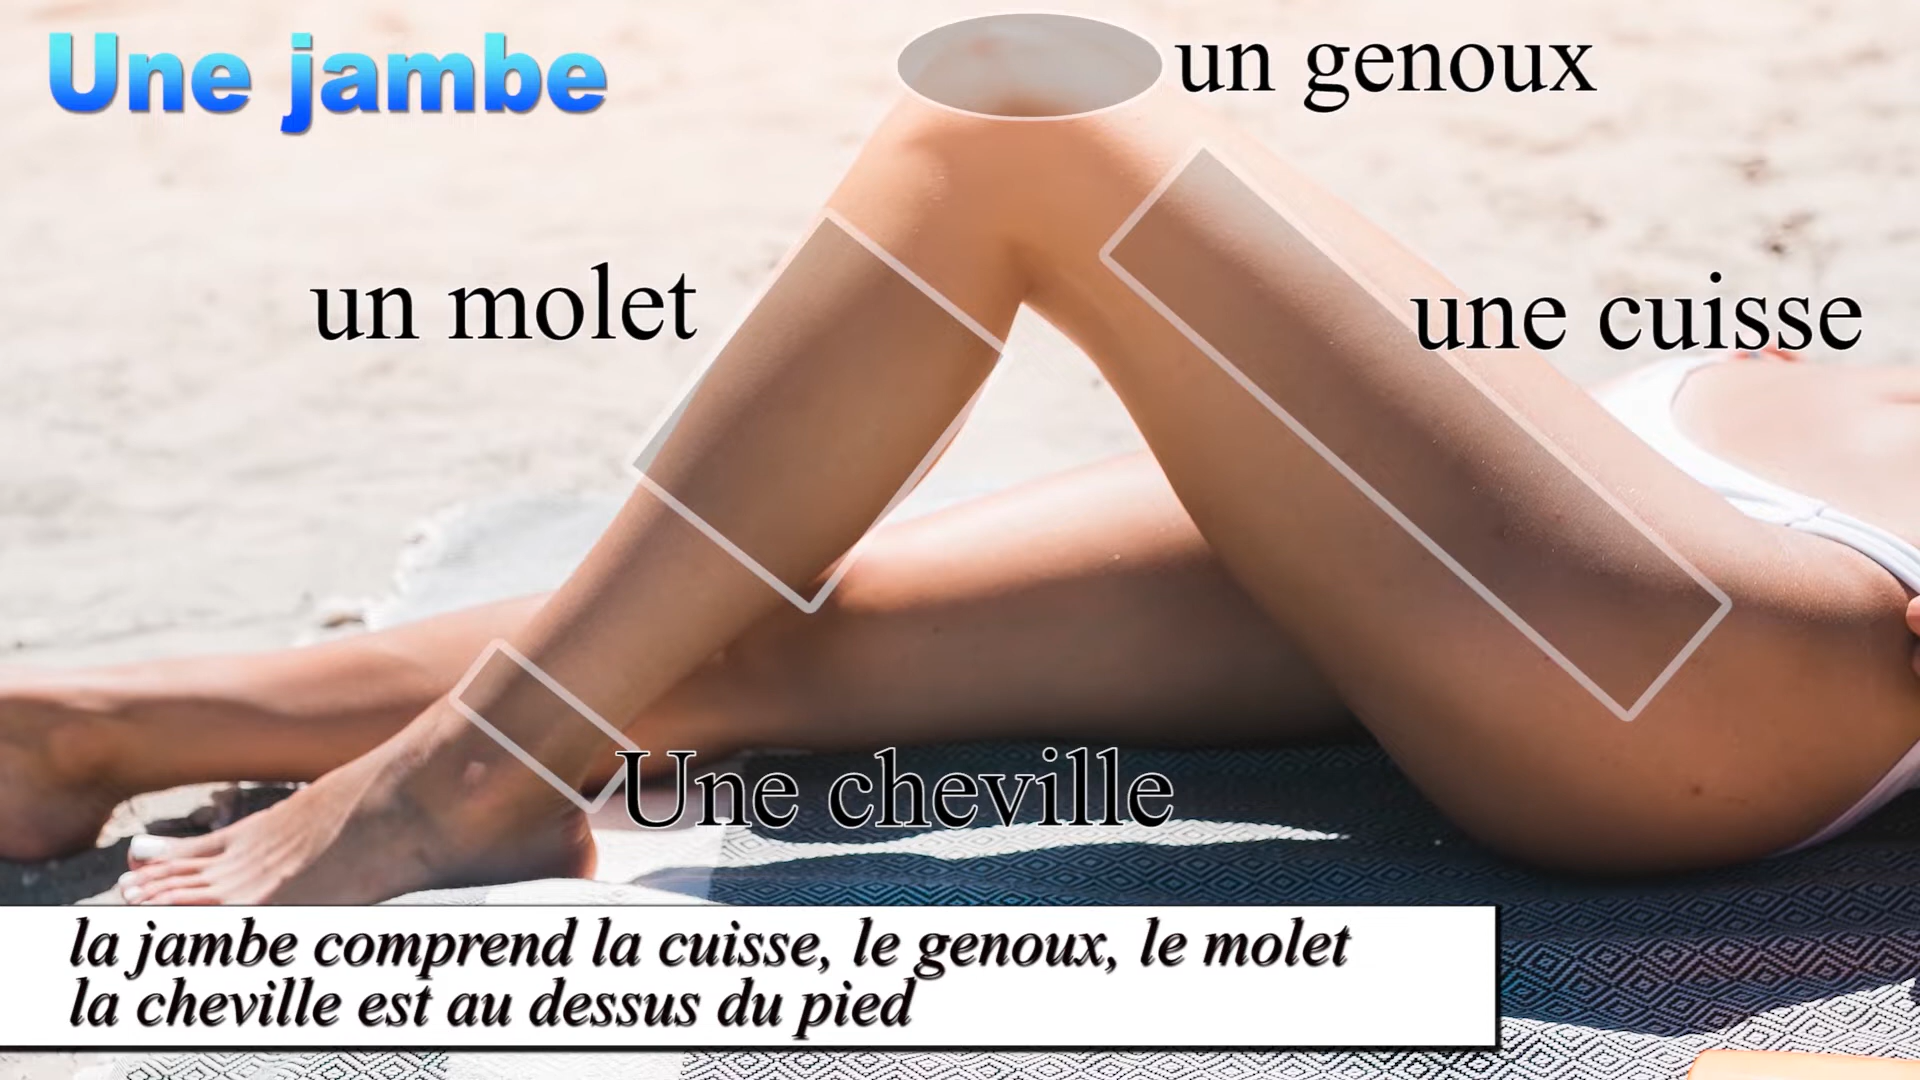 Une jambe
un genoux
un molet
une cuisse
Une cheville
la jambe comprend la cuisse, le genoux, le molet
la cheville est au dessus du pied